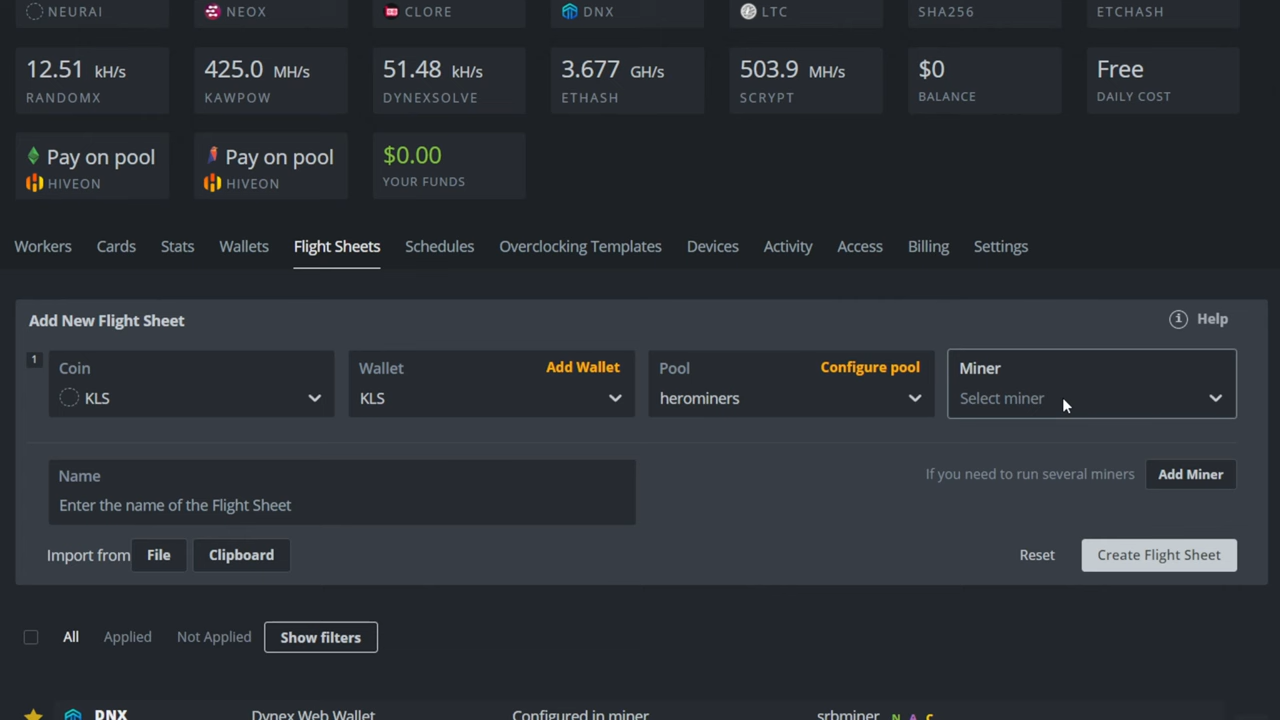 NEURAI NEOX CLORE DNX LTC SHA256 ETCHASH
12.51 kH/s 425.0 MH/s 51.48 kH/s 3.677 GH/s 503.9 MH/s $0 Free
RANDOMX KAWPOW DYNEXSOLVE ETHASH SCRYPT BALANCE DAILY COST
Pay on pool Pay on pool $0.00
HIVEON HIVEON YOUR FUNDS
Workers Cards Stats Wallets Flight Sheets Schedules Overclocking Templates Devices Activity Access Billing Settings
Add New Flight Sheet Help
1 Coin Wallet Add Wallet Pool Configure pool Miner
KLS KLS herominers Select miner
Name If you need to run several miners Add Miner
Enter the name of the Flight Sheet
Import from File Clipboard Reset Create Flight Sheet
All Applied Not Applied Show filters
DNX Dynex Web Wallet Configured in miner srbminer N A C